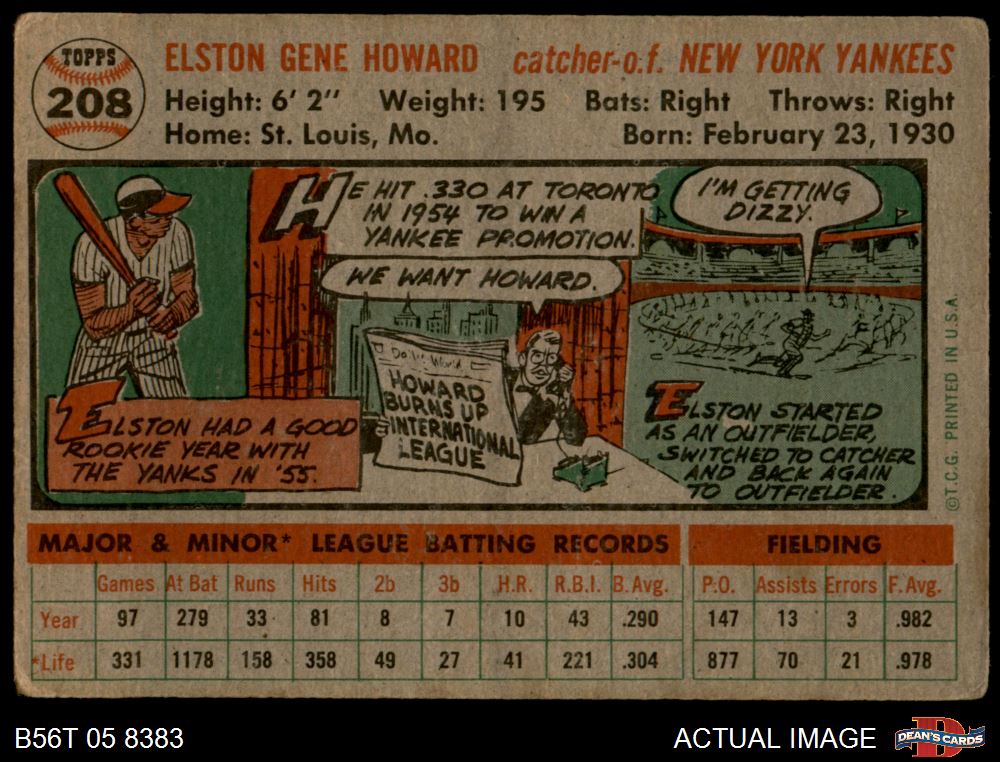 TOPPS
208
ELSTON GENE HOWARD catcher-o.f. NEW YORK YANKEES
Height: 6' 2" Weight: 195 Bats: Right Throws: Right
Home: St. Louis, Mo. Born: February 23, 1930
HE HIT .330 AT TORONTO
IN 1954 TO WIN A
YANKEE PROMOTION.
WE WANT HOWARD.
Daily World
HOWARD
BURNS UP
INTERNATIONAL
LEAGUE
ELSTON HAD A GOOD
ROOKIE YEAR WITH
THE YANKS IN '55.
I'M GETTING
DIZZY.
ELSTON STARTED
AS AN OUTFIELDER,
SWITCHED TO CATCHER
AND BACK AGAIN
TO OUTFIELDER.
©T.C.G. PRINTED IN U.S.A.
MAJOR & MINOR* LEAGUE BATTING RECORDS FIELDING
Games At Bat Runs Hits 2b 3b H.R. R.B.I. B. Avg. P.O. Assists Errors F. Avg.
Year 97 279 33 81 8 7 10 43 .290 147 13 3 .982
*Life 331 1178 158 358 49 27 41 221 .304 877 70 21 .978
B56T 05 8383 ACTUAL IMAGE
DEAN'S CARDS